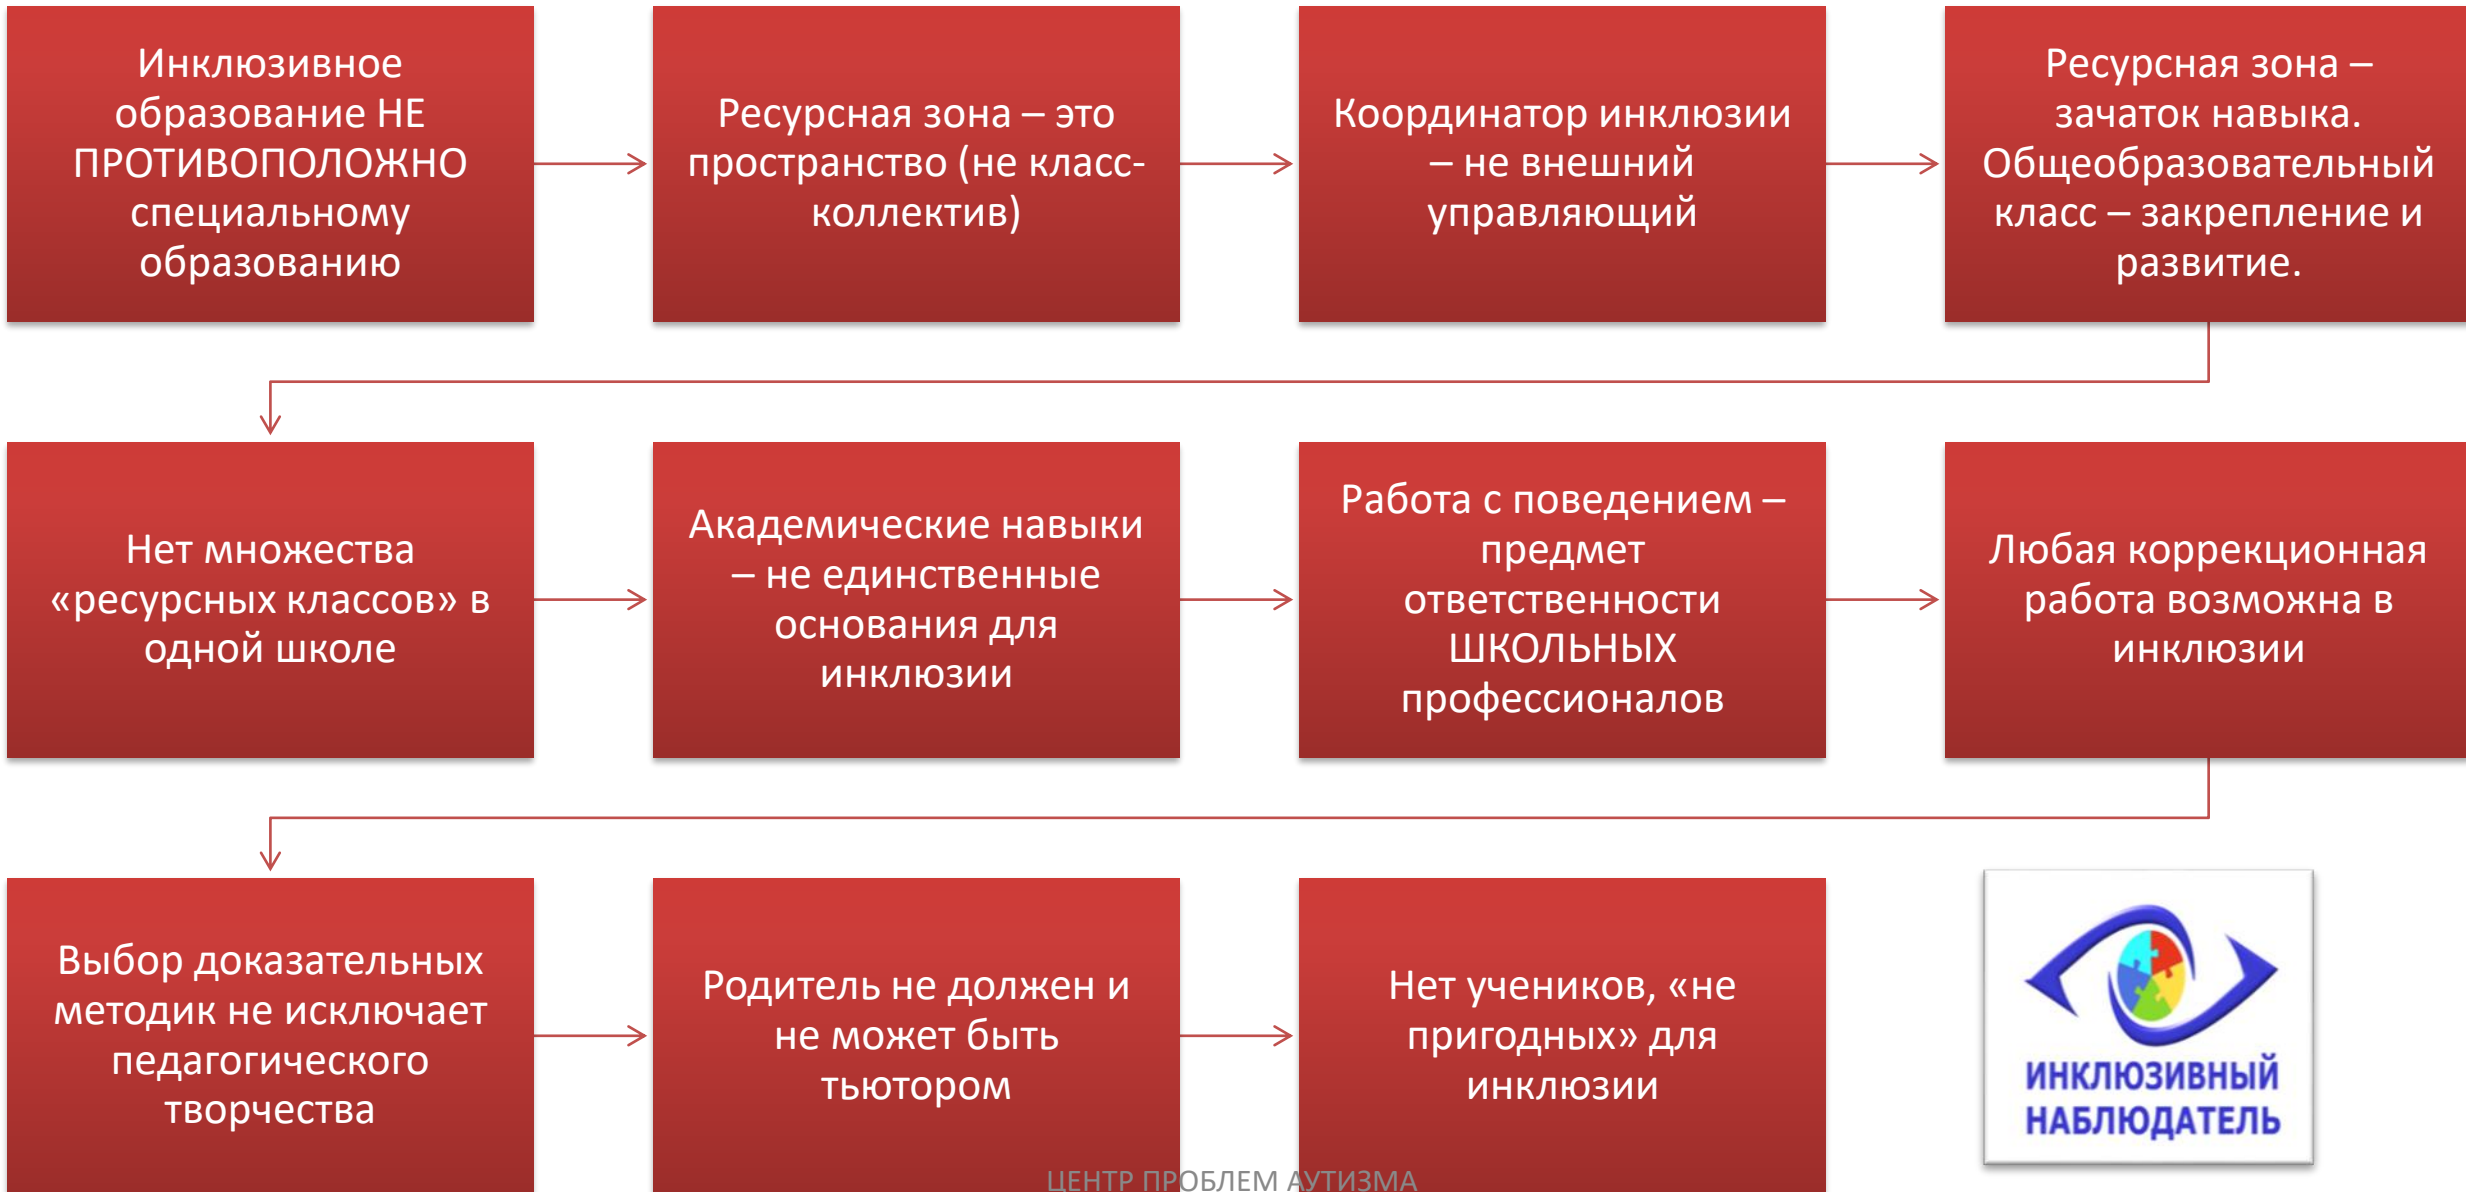 Инклюзивное
образование НЕ
ПРОТИВОПОЛОЖНО
специальному
образованию
Ресурсная зона – это
пространство (не класс-
коллектив)
Координатор инклюзии
– не внешний
управляющий
Ресурсная зона –
зачаток навыка.
Общеобразовательный
класс – закрепление и
развитие.
Нет множества
«ресурсных классов» в
одной школе
Академические навыки
– не единственные
основания для
инклюзии
Работа с поведением –
предмет
ответственности
ШКОЛЬНЫХ
профессионалов
Любая коррекционная
работа возможна в
инклюзии
Выбор доказательных
методик не исключает
педагогического
творчества
Родитель не должен и
не может быть
тьютором
Нет учеников, «не
пригодных» для
инклюзии
ИНКЛЮЗИВНЫЙ
НАБЛЮДАТЕЛЬ
ЦЕНТР ПРОБЛЕМ АУТИЗМА